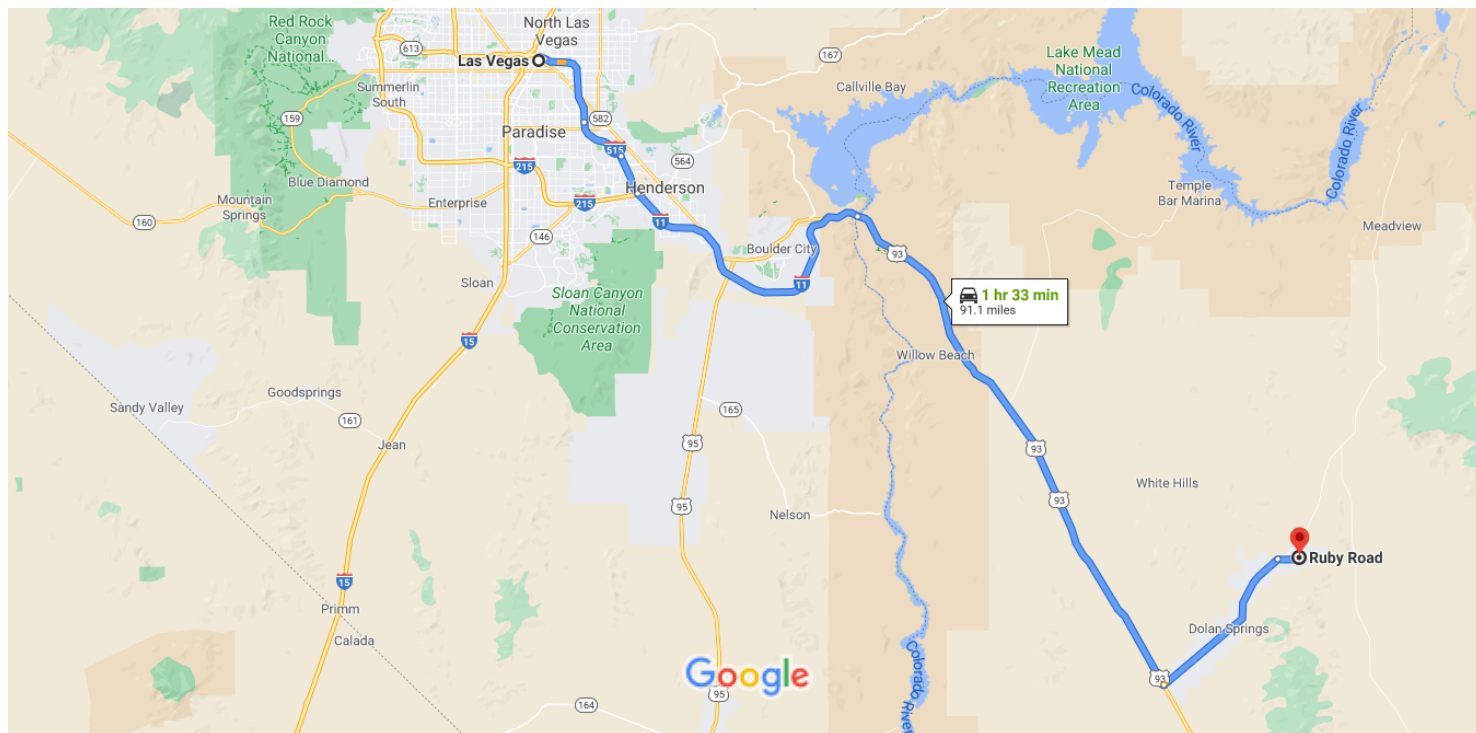 Red Rock
Canyon
National...
North Las
Vegas
613
Las Vegas
167
Lake Mead
National
Recreation
Area
Callville Bay
Colorado River
Colorado River
Summerlin
South
159
582
Paradise
515
564
215
Blue Diamond
Henderson
Temple
Bar Marina
Mountain
Springs
Enterprise
215
160
11
Meadview
146
Boulder City
93
Sloan
11
Sloan Canyon
National
Conservation
Area
1 hr 33 min
91.1 miles
15
Willow Beach
Goodsprings
Sandy Valley
161
165
Jean
95
93
White Hills
95
93
Nelson
Ruby Road
15
Primm
Calada
Dolan Springs
Google
93
95
Colorado River
164